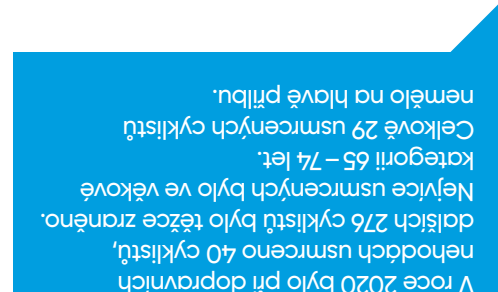 V roce 2020 bylo při dopravních
nehodách usmrceno 40 cyklistů,
dalších 276 cyklistů bylo těžce zraněno.
Nejvíce usmrcených bylo ve věkové
kategorii 65 – 74 let.
Celkově 29 usmrcených cyklistů
nemělo na hlavě přilbu.